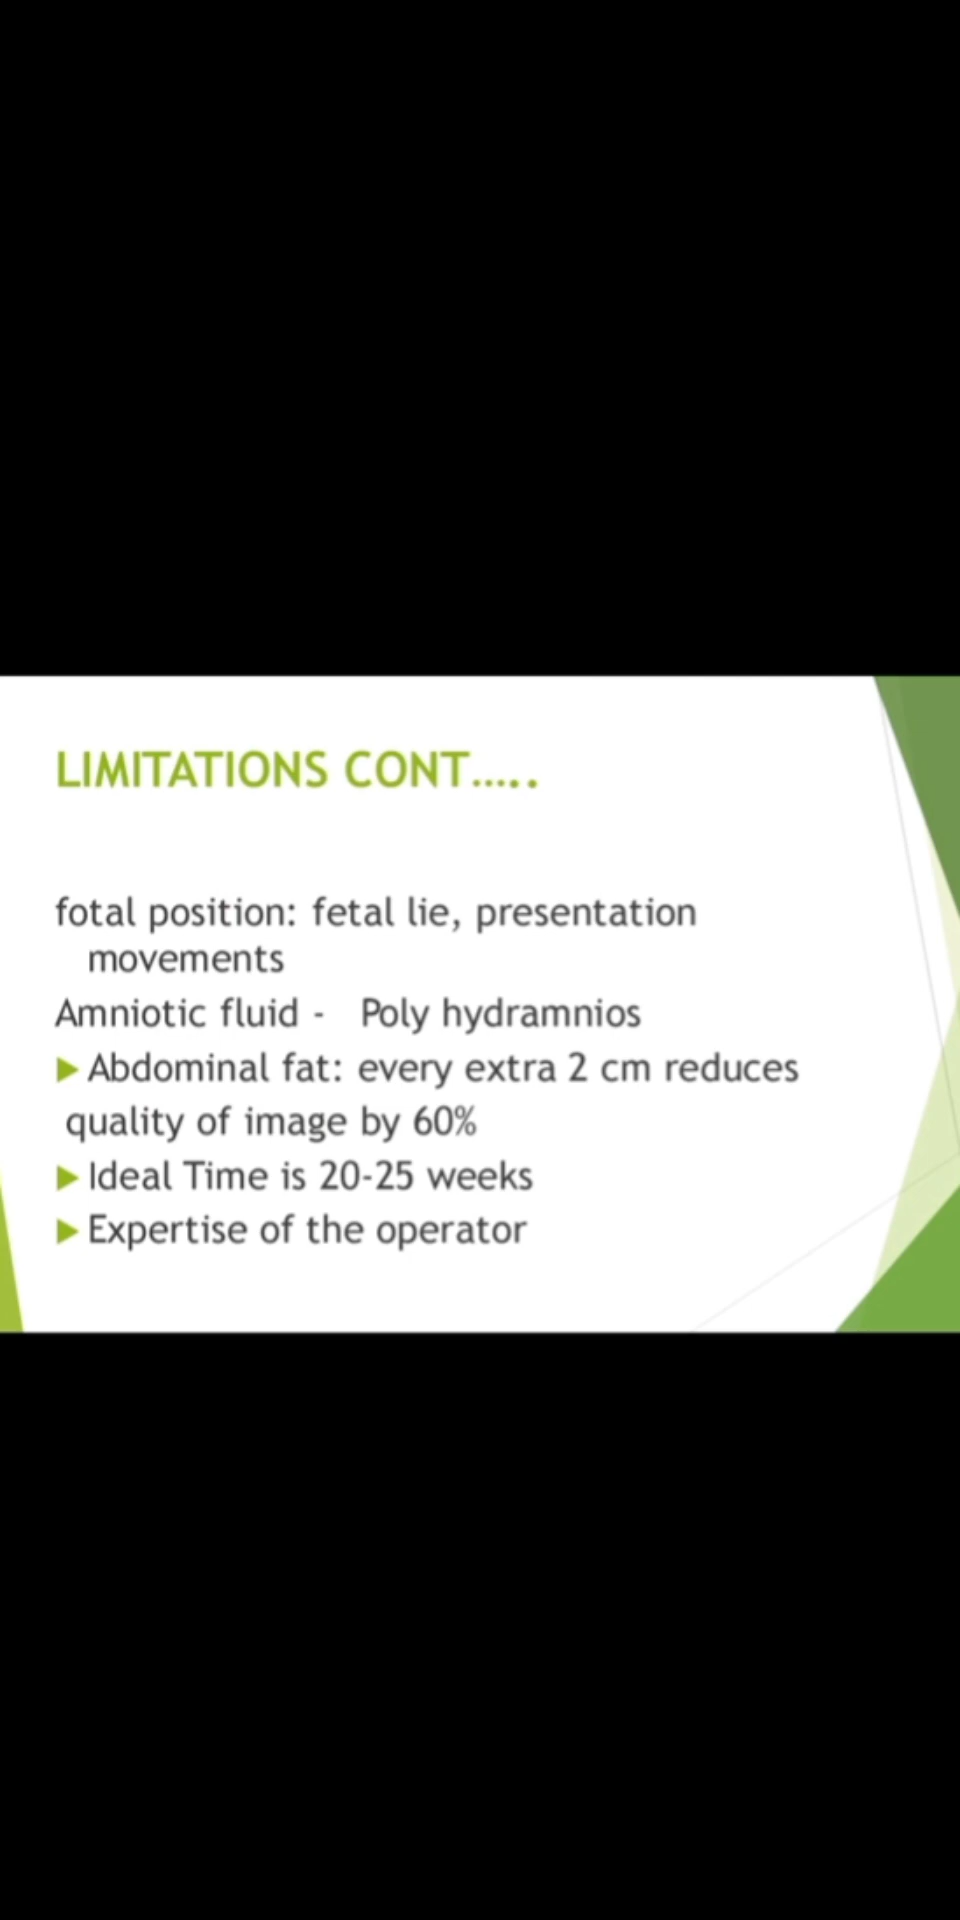 LIMITATIONS CONT.....
fotal position: fetal lie, presentation
movements
Amniotic fluid - Poly hydramnios
Abdominal fat: every extra 2 cm reduces
quality of image by 60%
Ideal Time is 20-25 weeks
Expertise of the operator